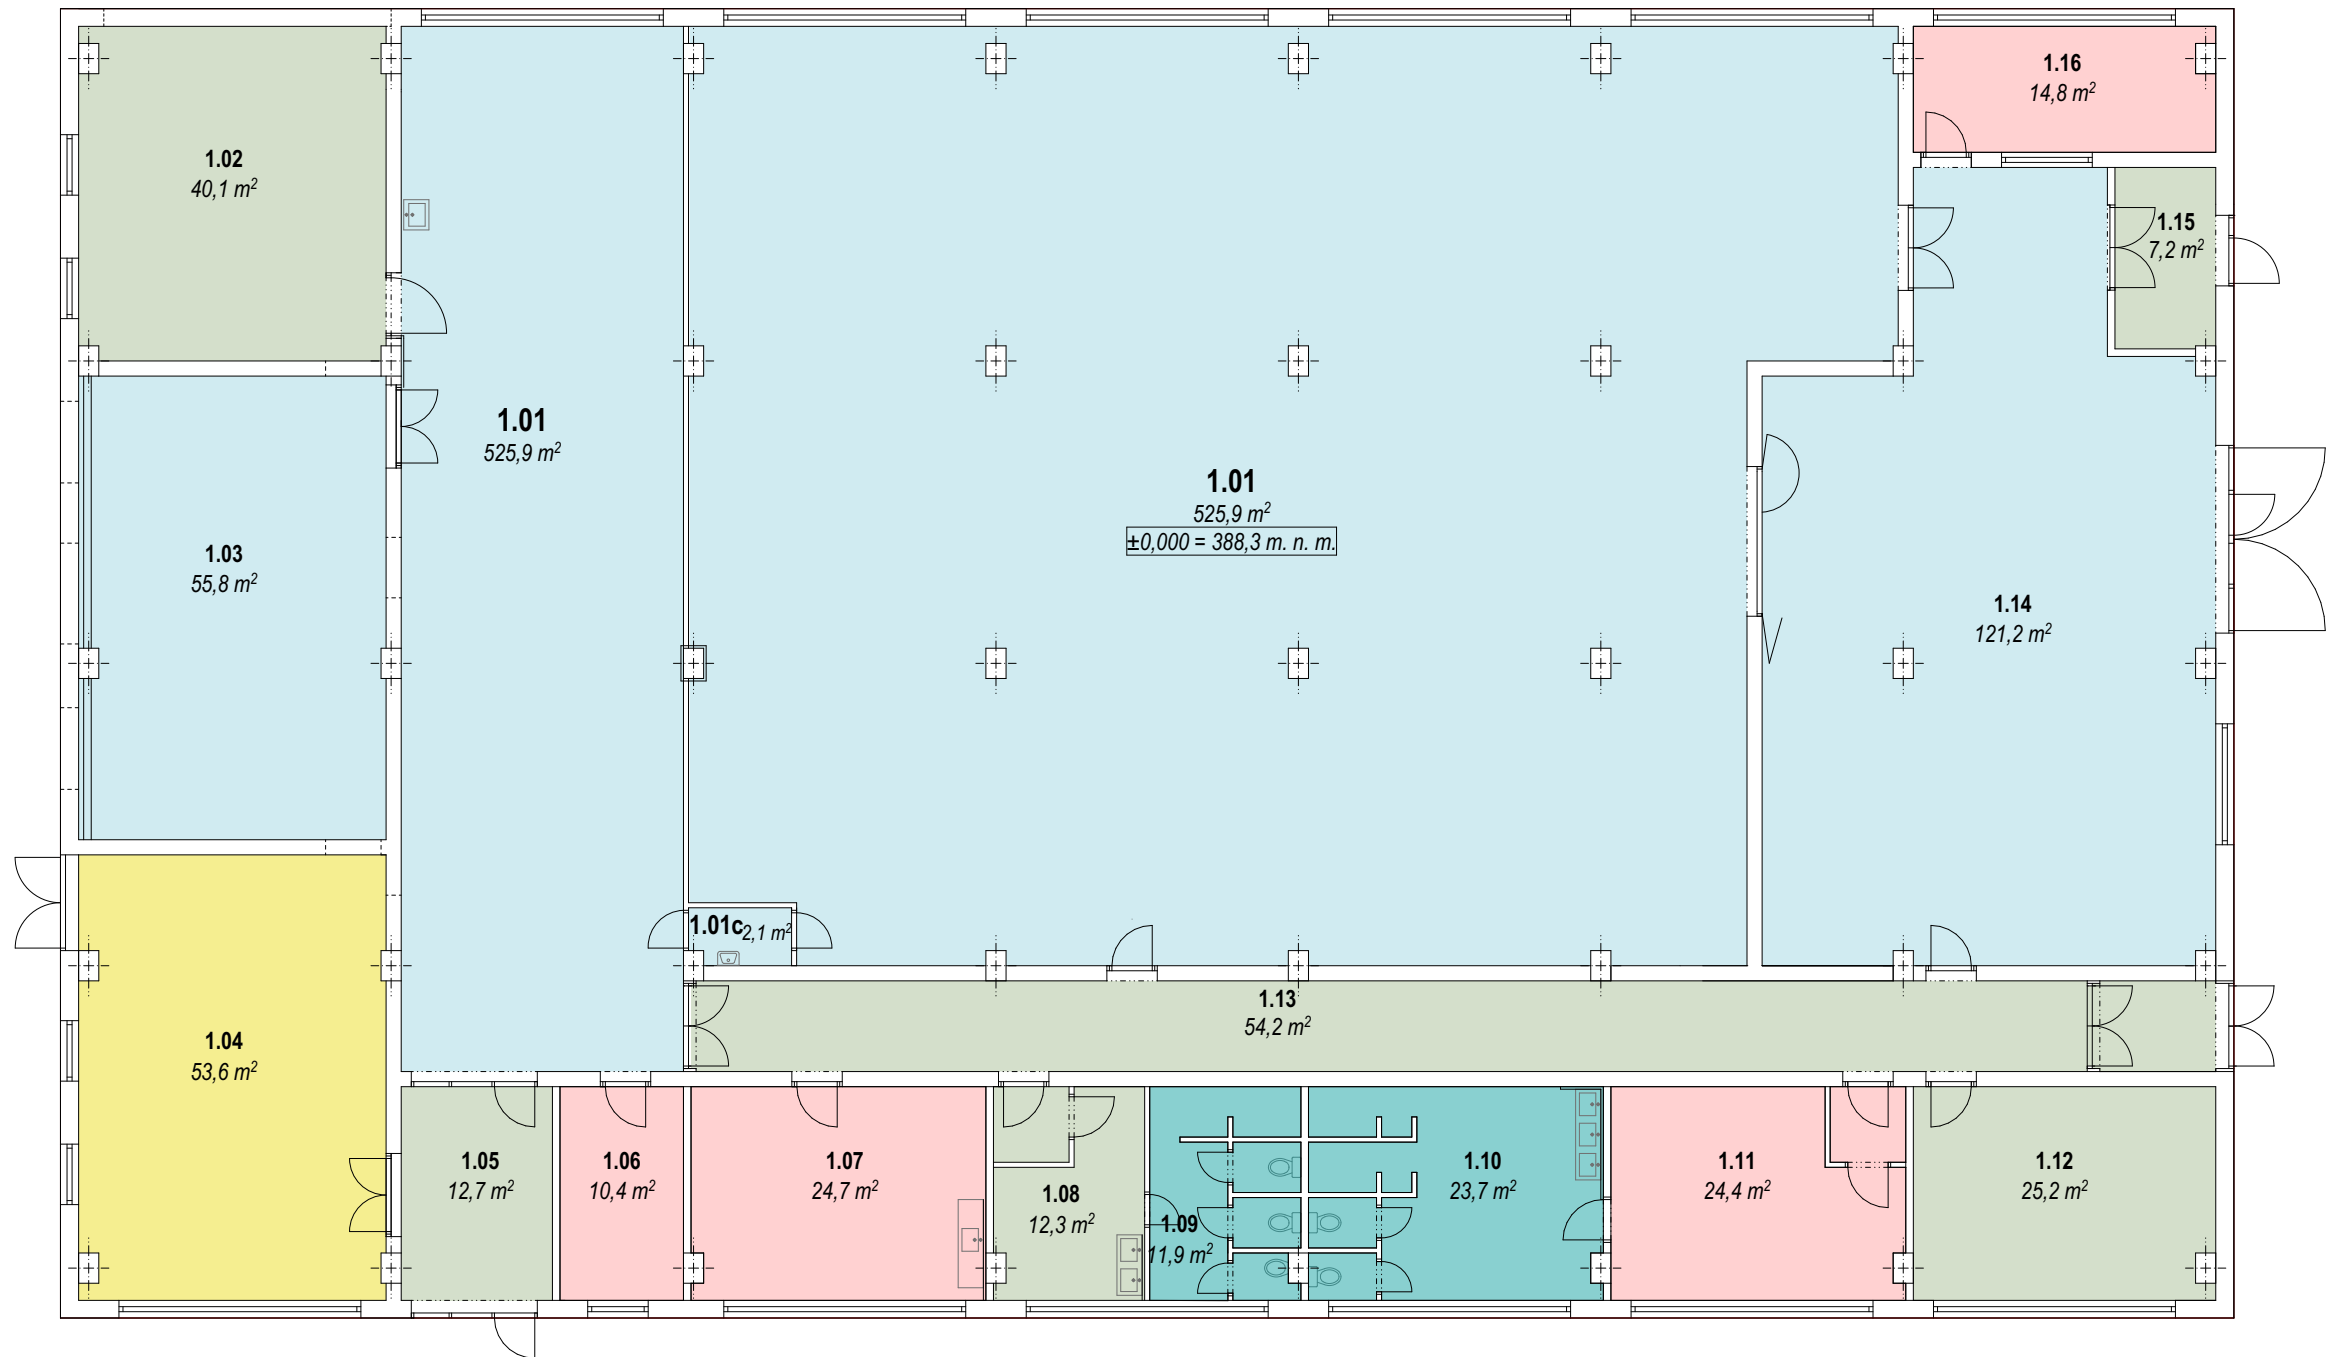 1.16
14,8 m²
1.02
40,1 m²
1.15
7,2 m²
1.01
525,9 m²
1.01
525,9 m²
±0,000 = 388,3 m. n. m.
1.03
55,8 m²
1.14
121,2 m²
1.01c 2,1 m²
1.13
54,2 m²
1.04
53,6 m²
1.05
12,7 m²
1.06
10,4 m²
1.07
24,7 m²
1.08
12,3 m²
1.09
11,9 m²
1.10
23,7 m²
1.11
24,4 m²
1.12
25,2 m²